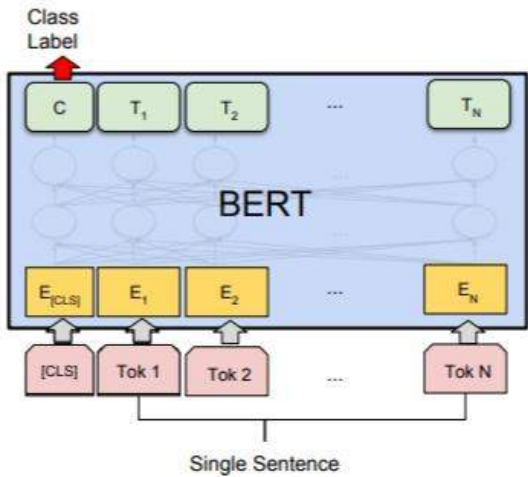 Class
Label
C T1 T2 ... TN
...
BERT
...
E[CLS] E1 E2 ... EN
[CLS] Tok 1 Tok 2 ... Tok N
Single Sentence